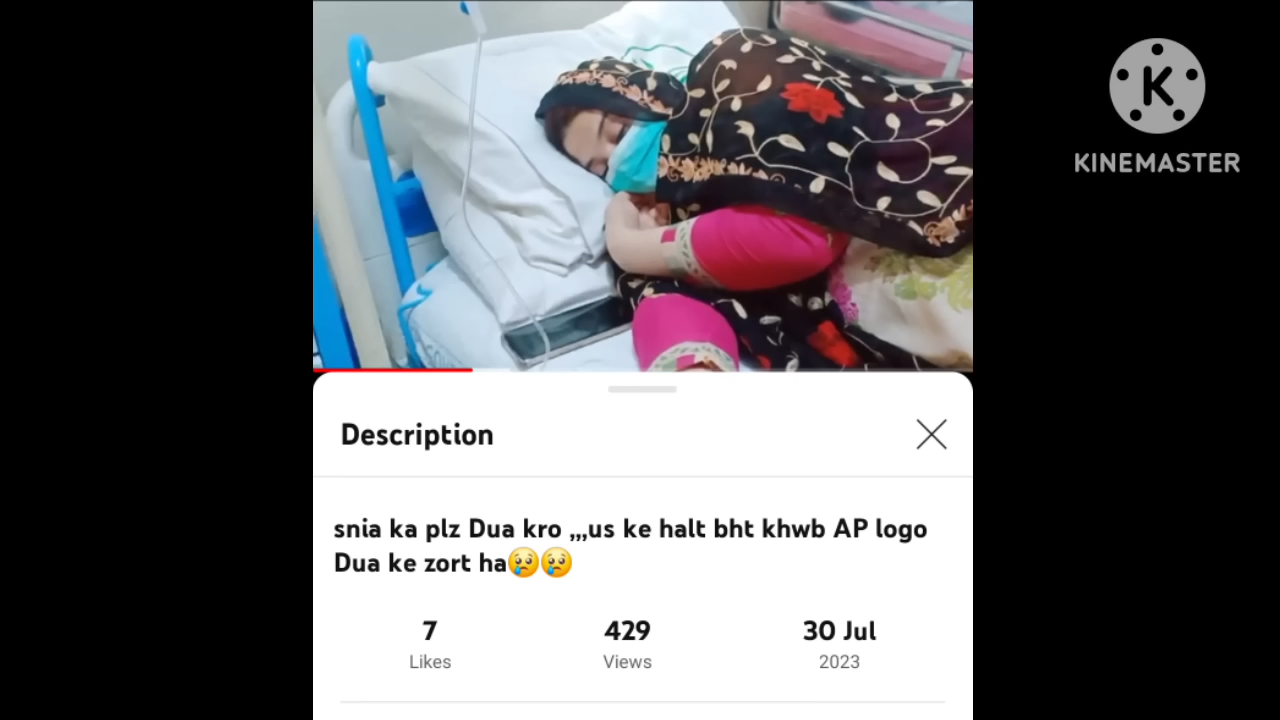 KINEMASTER
Description
snia ka plz Dua kro ,,,us ke halt bht khwb AP logo
Dua ke zort ha😢😢
7 429 30 Jul
Likes Views 2023